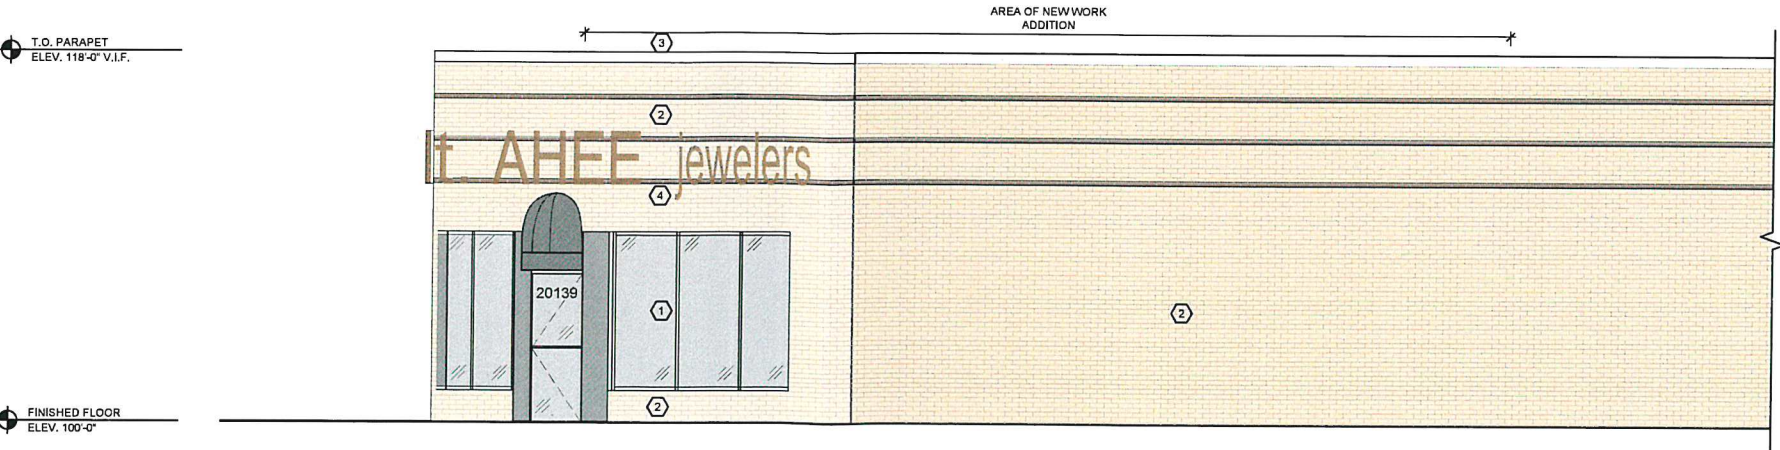 AREA OF NEW WORK
ADDITION
T.O. PARAPET
ELEV. 118'-0" V.I.F.
3
2
AHEE jewelers
4
20139
1
2
2
FINISHED FLOOR
ELEV. 100'-0"